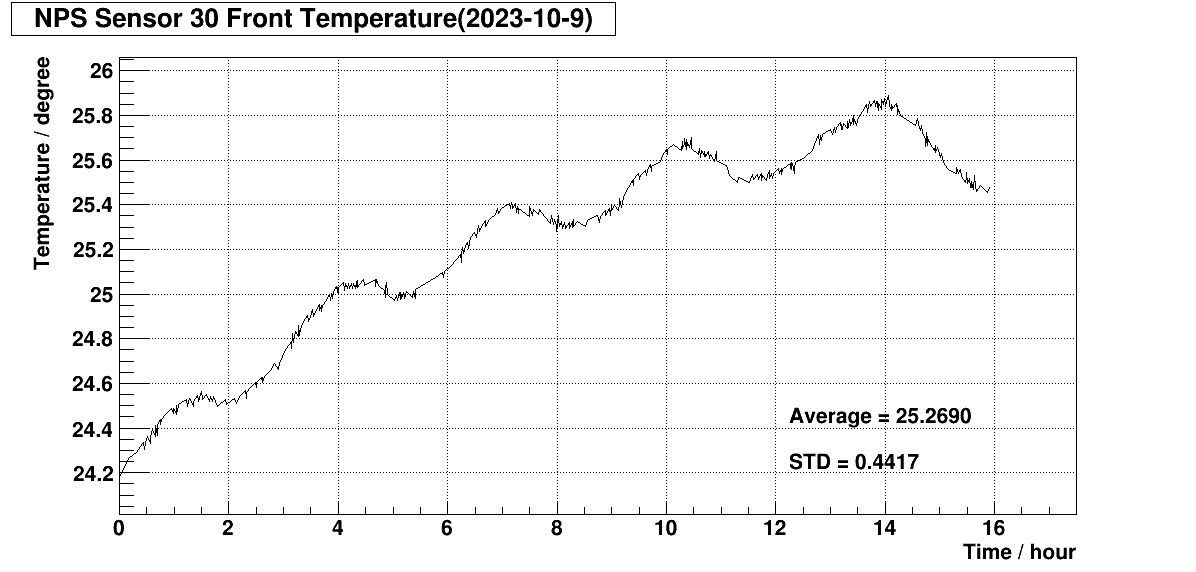 NPS Sensor 30 Front Temperature(2023-10-9)
Temperature / degree
26
25.8
25.6
25.4
25.2
25
24.8
24.6
24.4
24.2
Average = 25.2690
STD = 0.4417
0 2 4 6 8 10 12 14 16
Time / hour